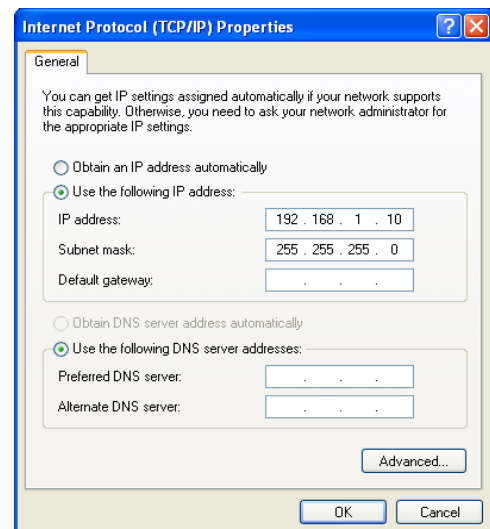 Internet Protocol (TCP/IP) Properties
General
You can get IP settings assigned automatically if your network supports
this capability. Otherwise, you need to ask your network administrator for
the appropriate IP settings.
Obtain an IP address automatically
Use the following IP address:
IP address: 192 . 168 . 1 . 10
Subnet mask: 255 . 255 . 255 . 0
Default gateway: . . .
Obtain DNS server address automatically
Use the following DNS server addresses:
Preferred DNS server: . . .
Alternate DNS server: . . .
Advanced...
OK Cancel